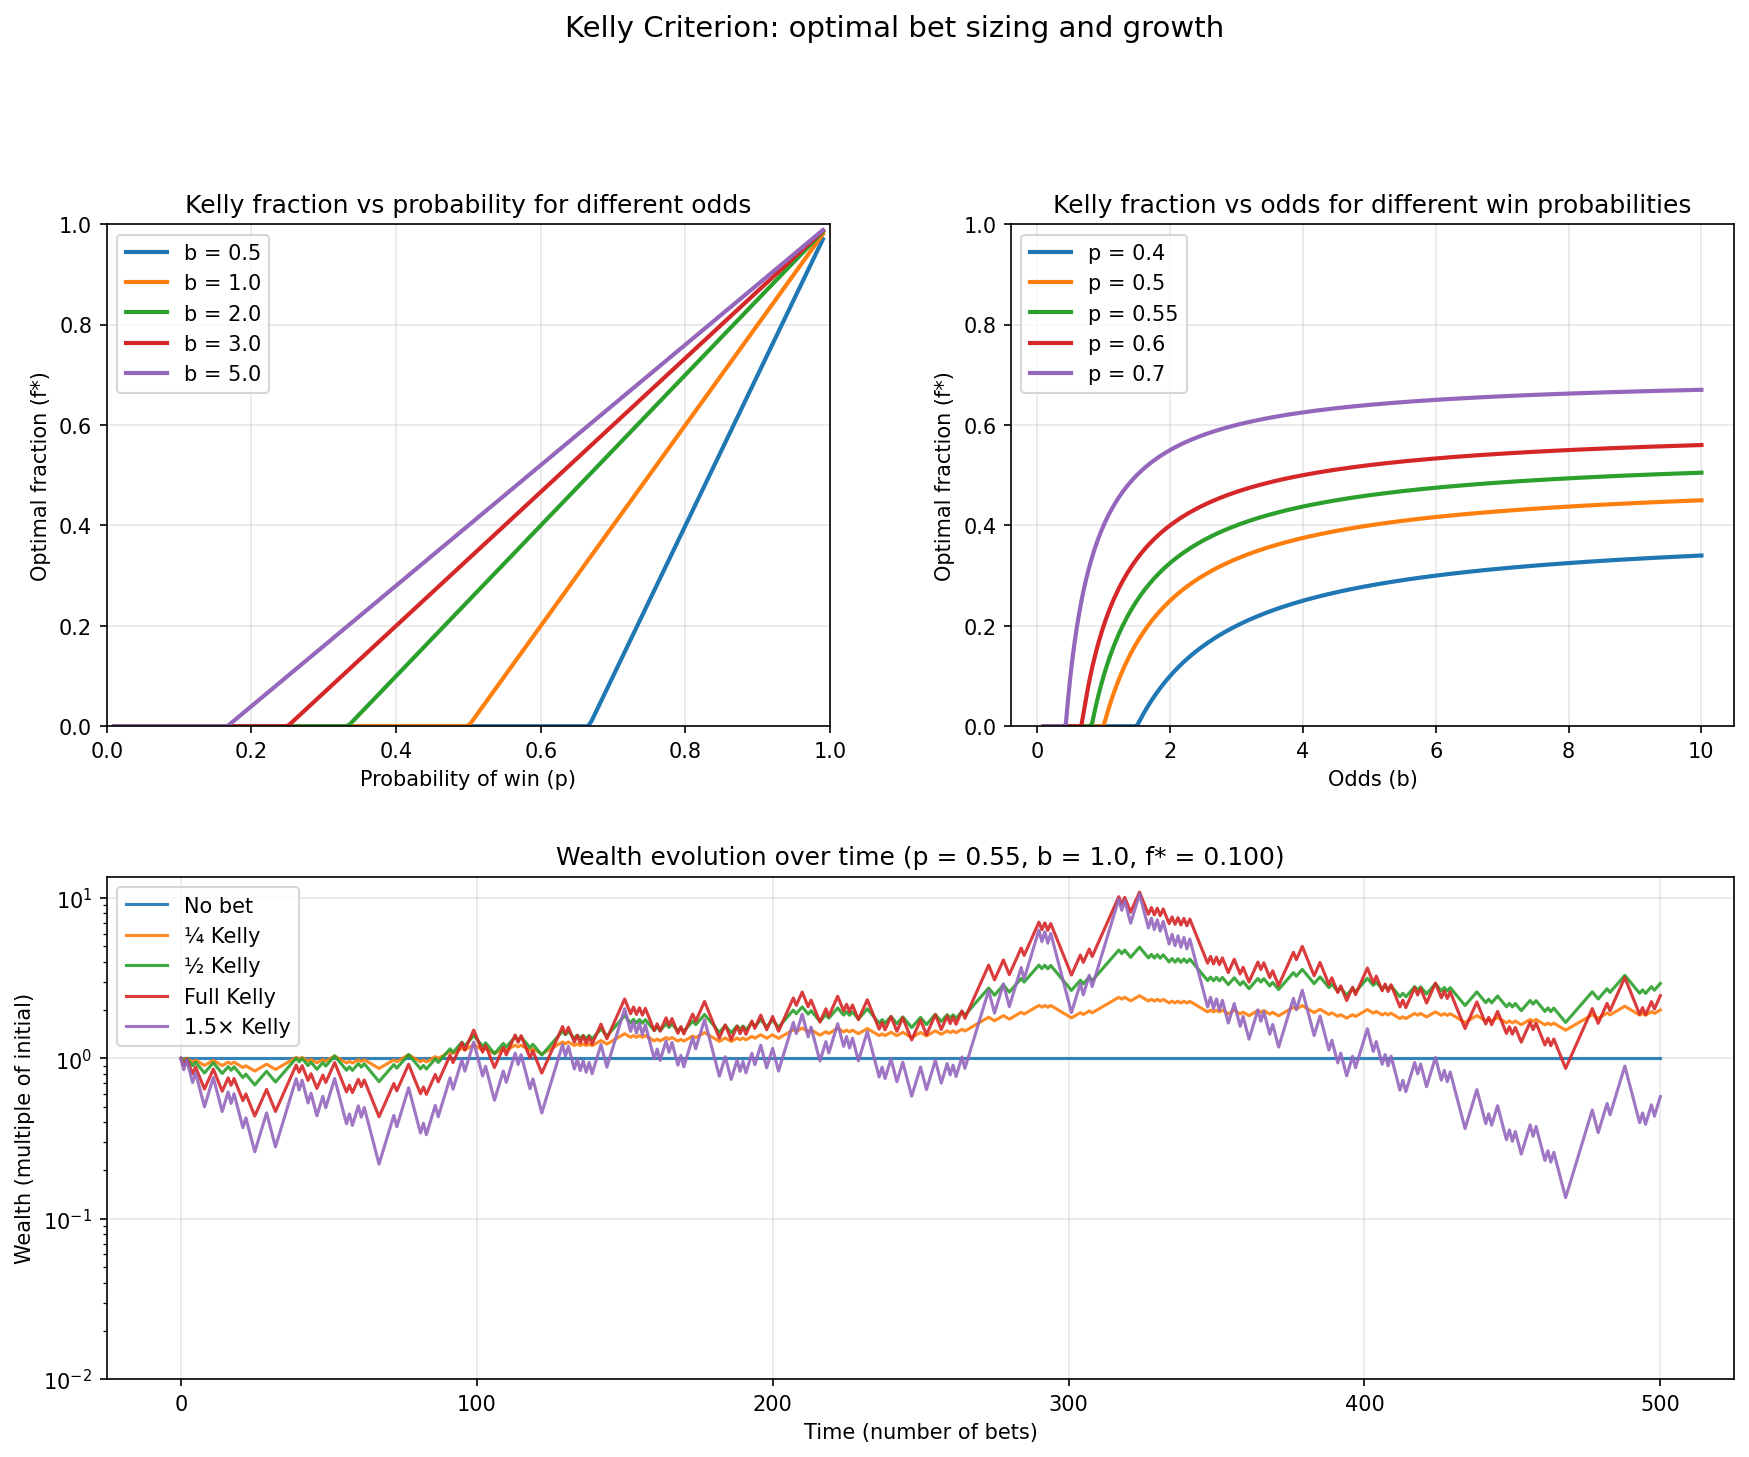 Kelly Criterion: optimal bet sizing and growth
Kelly fraction vs probability for different odds
1.0
0.8
0.6
0.4
0.2
0.0
Optimal fraction (f*)
b = 0.5
b = 1.0
b = 2.0
b = 3.0
b = 5.0
0.0 0.2 0.4 0.6 0.8 1.0
Probability of win (p)
Kelly fraction vs odds for different win probabilities
1.0
0.8
0.6
0.4
0.2
0.0
Optimal fraction (f*)
p = 0.4
p = 0.5
p = 0.55
p = 0.6
p = 0.7
0 2 4 6 8 10
Odds (b)
Wealth evolution over time (p = 0.55, b = 1.0, f* = 0.100)
10¹
10⁰
10⁻¹
10⁻²
Wealth (multiple of initial)
No bet
¼ Kelly
½ Kelly
Full Kelly
1.5× Kelly
0 100 200 300 400 500
Time (number of bets)